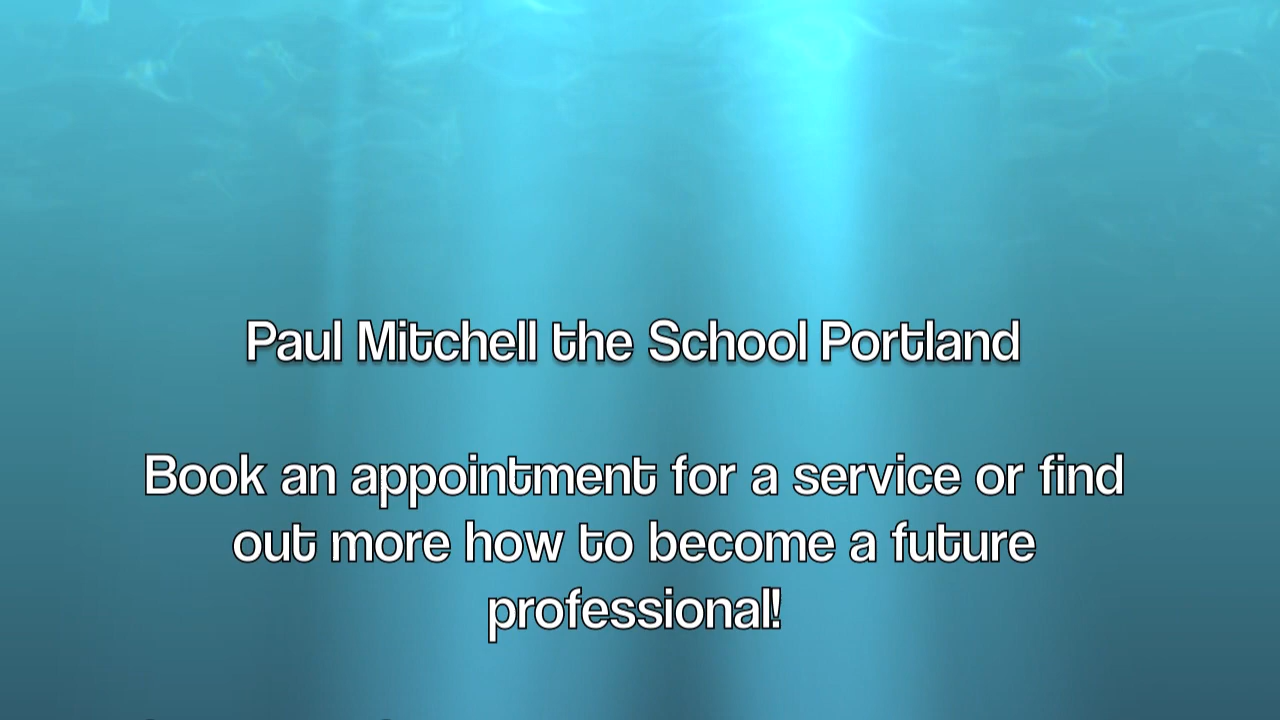 Paul Mitchell the School Portland
Book an appointment for a service or find
out more how to become a future
professional!